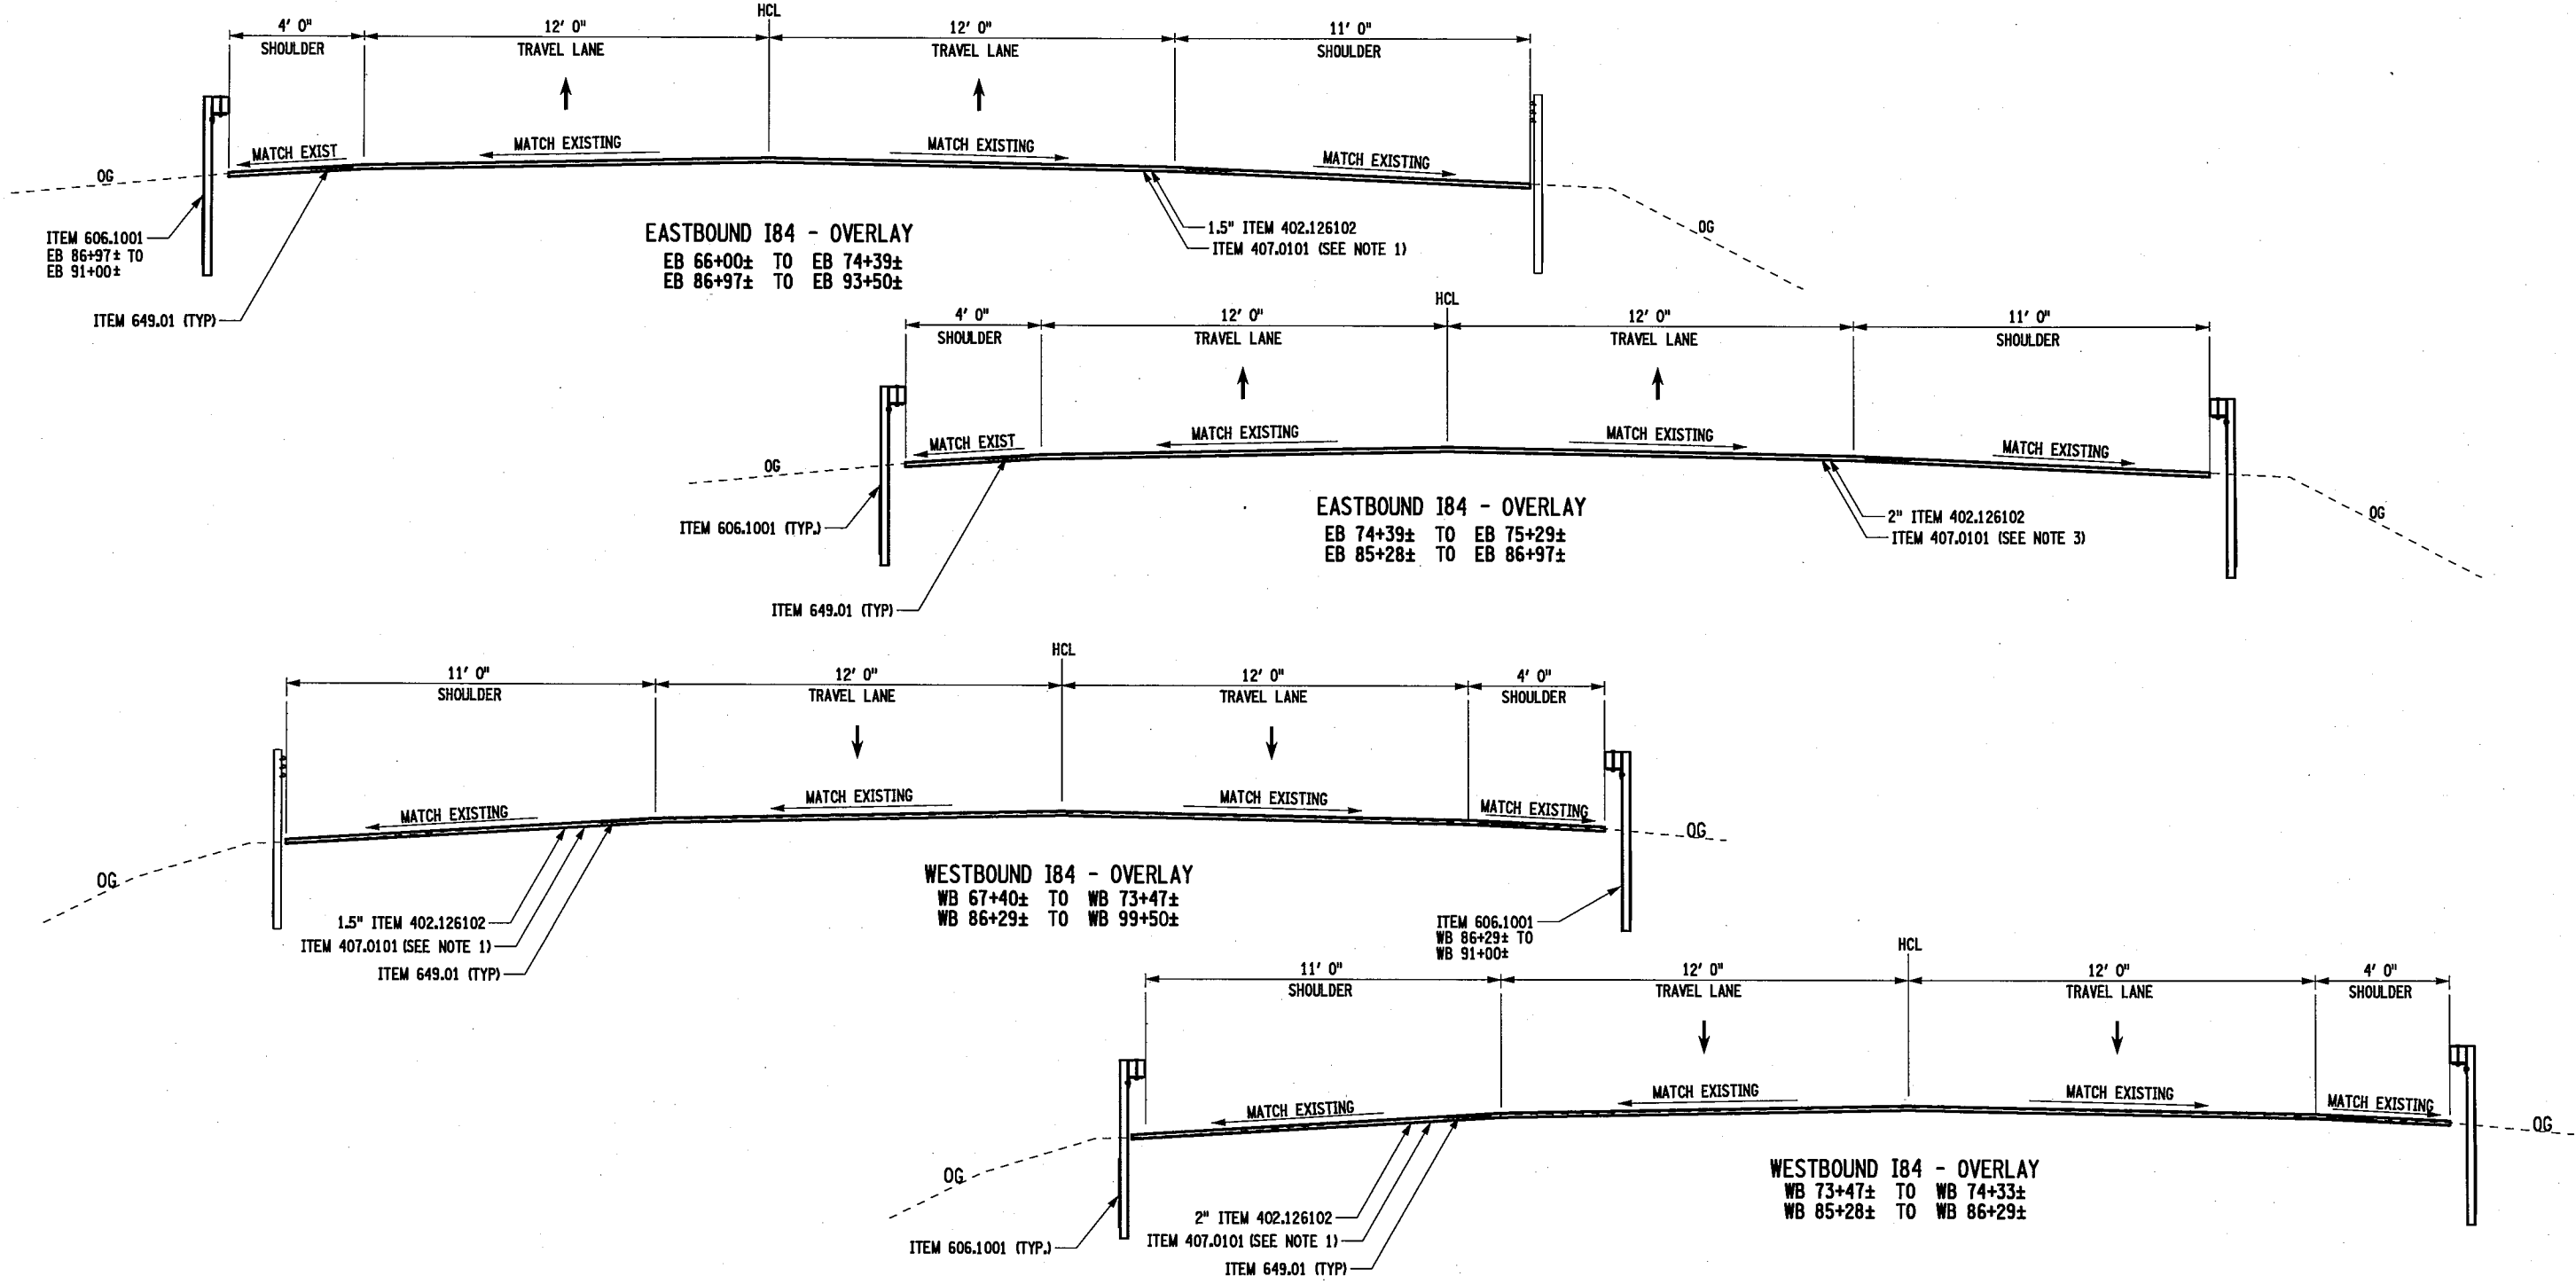 HCL
4' 0" 12' 0" 12' 0" 11' 0"
SHOULDER TRAVEL LANE TRAVEL LANE SHOULDER
MATCH EXIST MATCH EXISTING MATCH EXISTING MATCH EXISTING
OG
OG
ITEM 606.1001
EB 86+97± TO
EB 91+00±
ITEM 649.01 (TYP)
EASTBOUND I84 - OVERLAY
EB 66+00± TO EB 74+39±
EB 86+97± TO EB 93+50±
1.5" ITEM 402.126102
ITEM 407.0101 (SEE NOTE 1)
HCL
4' 0" 12' 0" 12' 0" 11' 0"
SHOULDER TRAVEL LANE TRAVEL LANE SHOULDER
MATCH EXIST MATCH EXISTING MATCH EXISTING MATCH EXISTING
OG
OG
ITEM 606.1001 (TYP.)
ITEM 649.01 (TYP)
EASTBOUND I84 - OVERLAY
EB 74+39± TO EB 75+29±
EB 85+28± TO EB 86+97±
2" ITEM 402.126102
ITEM 407.0101 (SEE NOTE 3)
HCL
11' 0" 12' 0" 12' 0" 4' 0"
SHOULDER TRAVEL LANE TRAVEL LANE SHOULDER
MATCH EXISTING MATCH EXISTING MATCH EXISTING MATCH EXISTING
OG
OG
1.5" ITEM 402.126102
ITEM 407.0101 (SEE NOTE 1)
ITEM 649.01 (TYP)
WESTBOUND I84 - OVERLAY
WB 67+40± TO WB 73+47±
WB 86+29± TO WB 99+50±
ITEM 606.1001
WB 86+29± TO
WB 91+00±
HCL
11' 0" 12' 0" 12' 0" 4' 0"
SHOULDER TRAVEL LANE TRAVEL LANE SHOULDER
MATCH EXISTING MATCH EXISTING MATCH EXISTING MATCH EXISTING
OG
OG
2" ITEM 402.126102
ITEM 407.0101 (SEE NOTE 1)
ITEM 649.01 (TYP)
ITEM 606.1001 (TYP.)
WESTBOUND I84 - OVERLAY
WB 73+47± TO WB 74+33±
WB 85+28± TO WB 86+29±